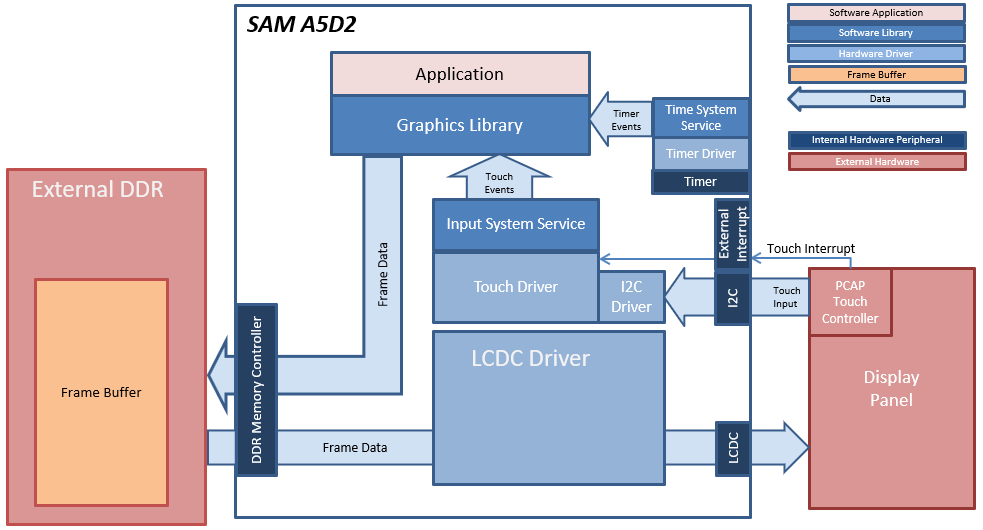 SAM A5D2
Software Application
Software Library
Hardware Driver
Frame Buffer
Data
Internal Hardware Peripheral
External Hardware
Application
Graphics Library
Timer
Events
Time System
Service
Timer Driver
Timer
Touch
Events
External DDR
Frame Buffer
Frame Data
Input System Service
Touch Driver
I2C
Driver
External
Interrupt
I2C
Touch Interrupt
Touch
Input
PCAP
Touch
Controller
Display
Panel
DDR Memory Controller
LCDC Driver
Frame Data
LCDC